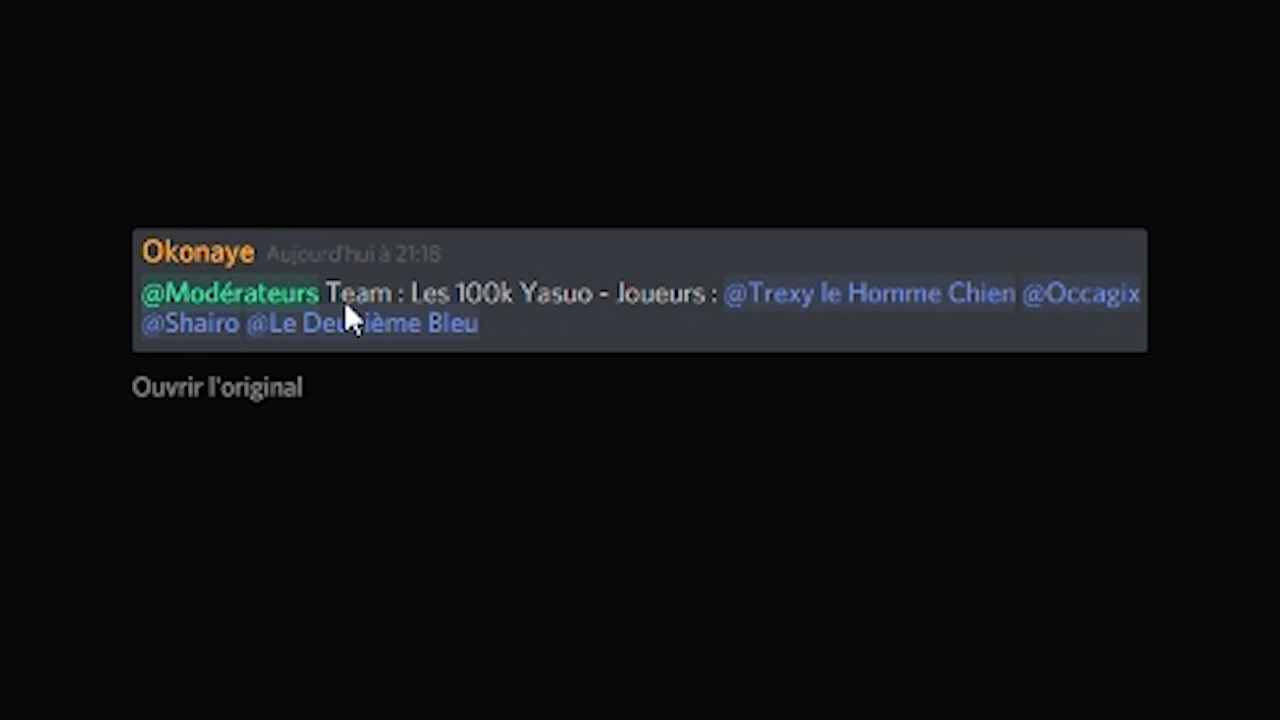 Okonaye Aujourd'hui à 21:18
@Modérateurs Team : Les 100k Yasuo - Joueurs : @Trexy le Homme Chien @Occagix
@Shairo @Le Deuxième Bleu
Ouvrir l'original